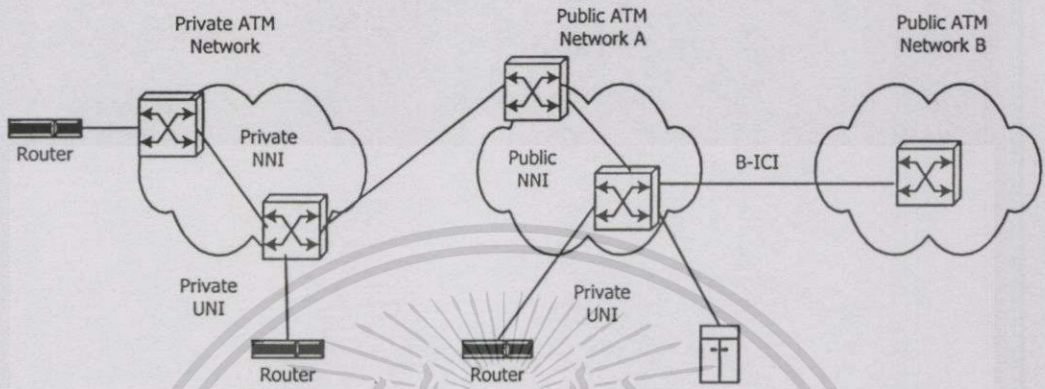 Private ATM
Network
Public ATM
Network A
Public ATM
Network B
Router
Private
NNI
Public
NNI
B-ICI
Private
UNI
Private
UNI
Router
Router